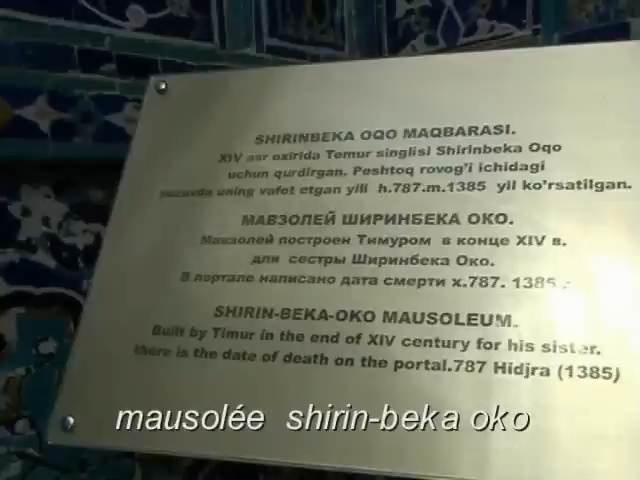 SHIRINBEKA OQO MAQBARASI.
XIV asr oxirida Temur singlisi Shirinbeka Oqo
uchun qurdirgan. Peshtoq rovog'i ichidagi
yozuvda uning vafot etgan yili h.787.m.1385 yil ko'rsatilgan.
МАВЗОЛЕЙ ШИРИНБЕКА ОКО.
Мавзолей построен Тимуром в конце XIV в.
для сестры Ширинбека Око.
В портале написано дата смерти х.787. 1385
SHIRIN-BEKA-OKO MAUSOLEUM.
Built by Timur in the end of XIV century for his sister.
there is the date of death on the portal.787 Hidjra (1385)
mausolée shirin-beka oko